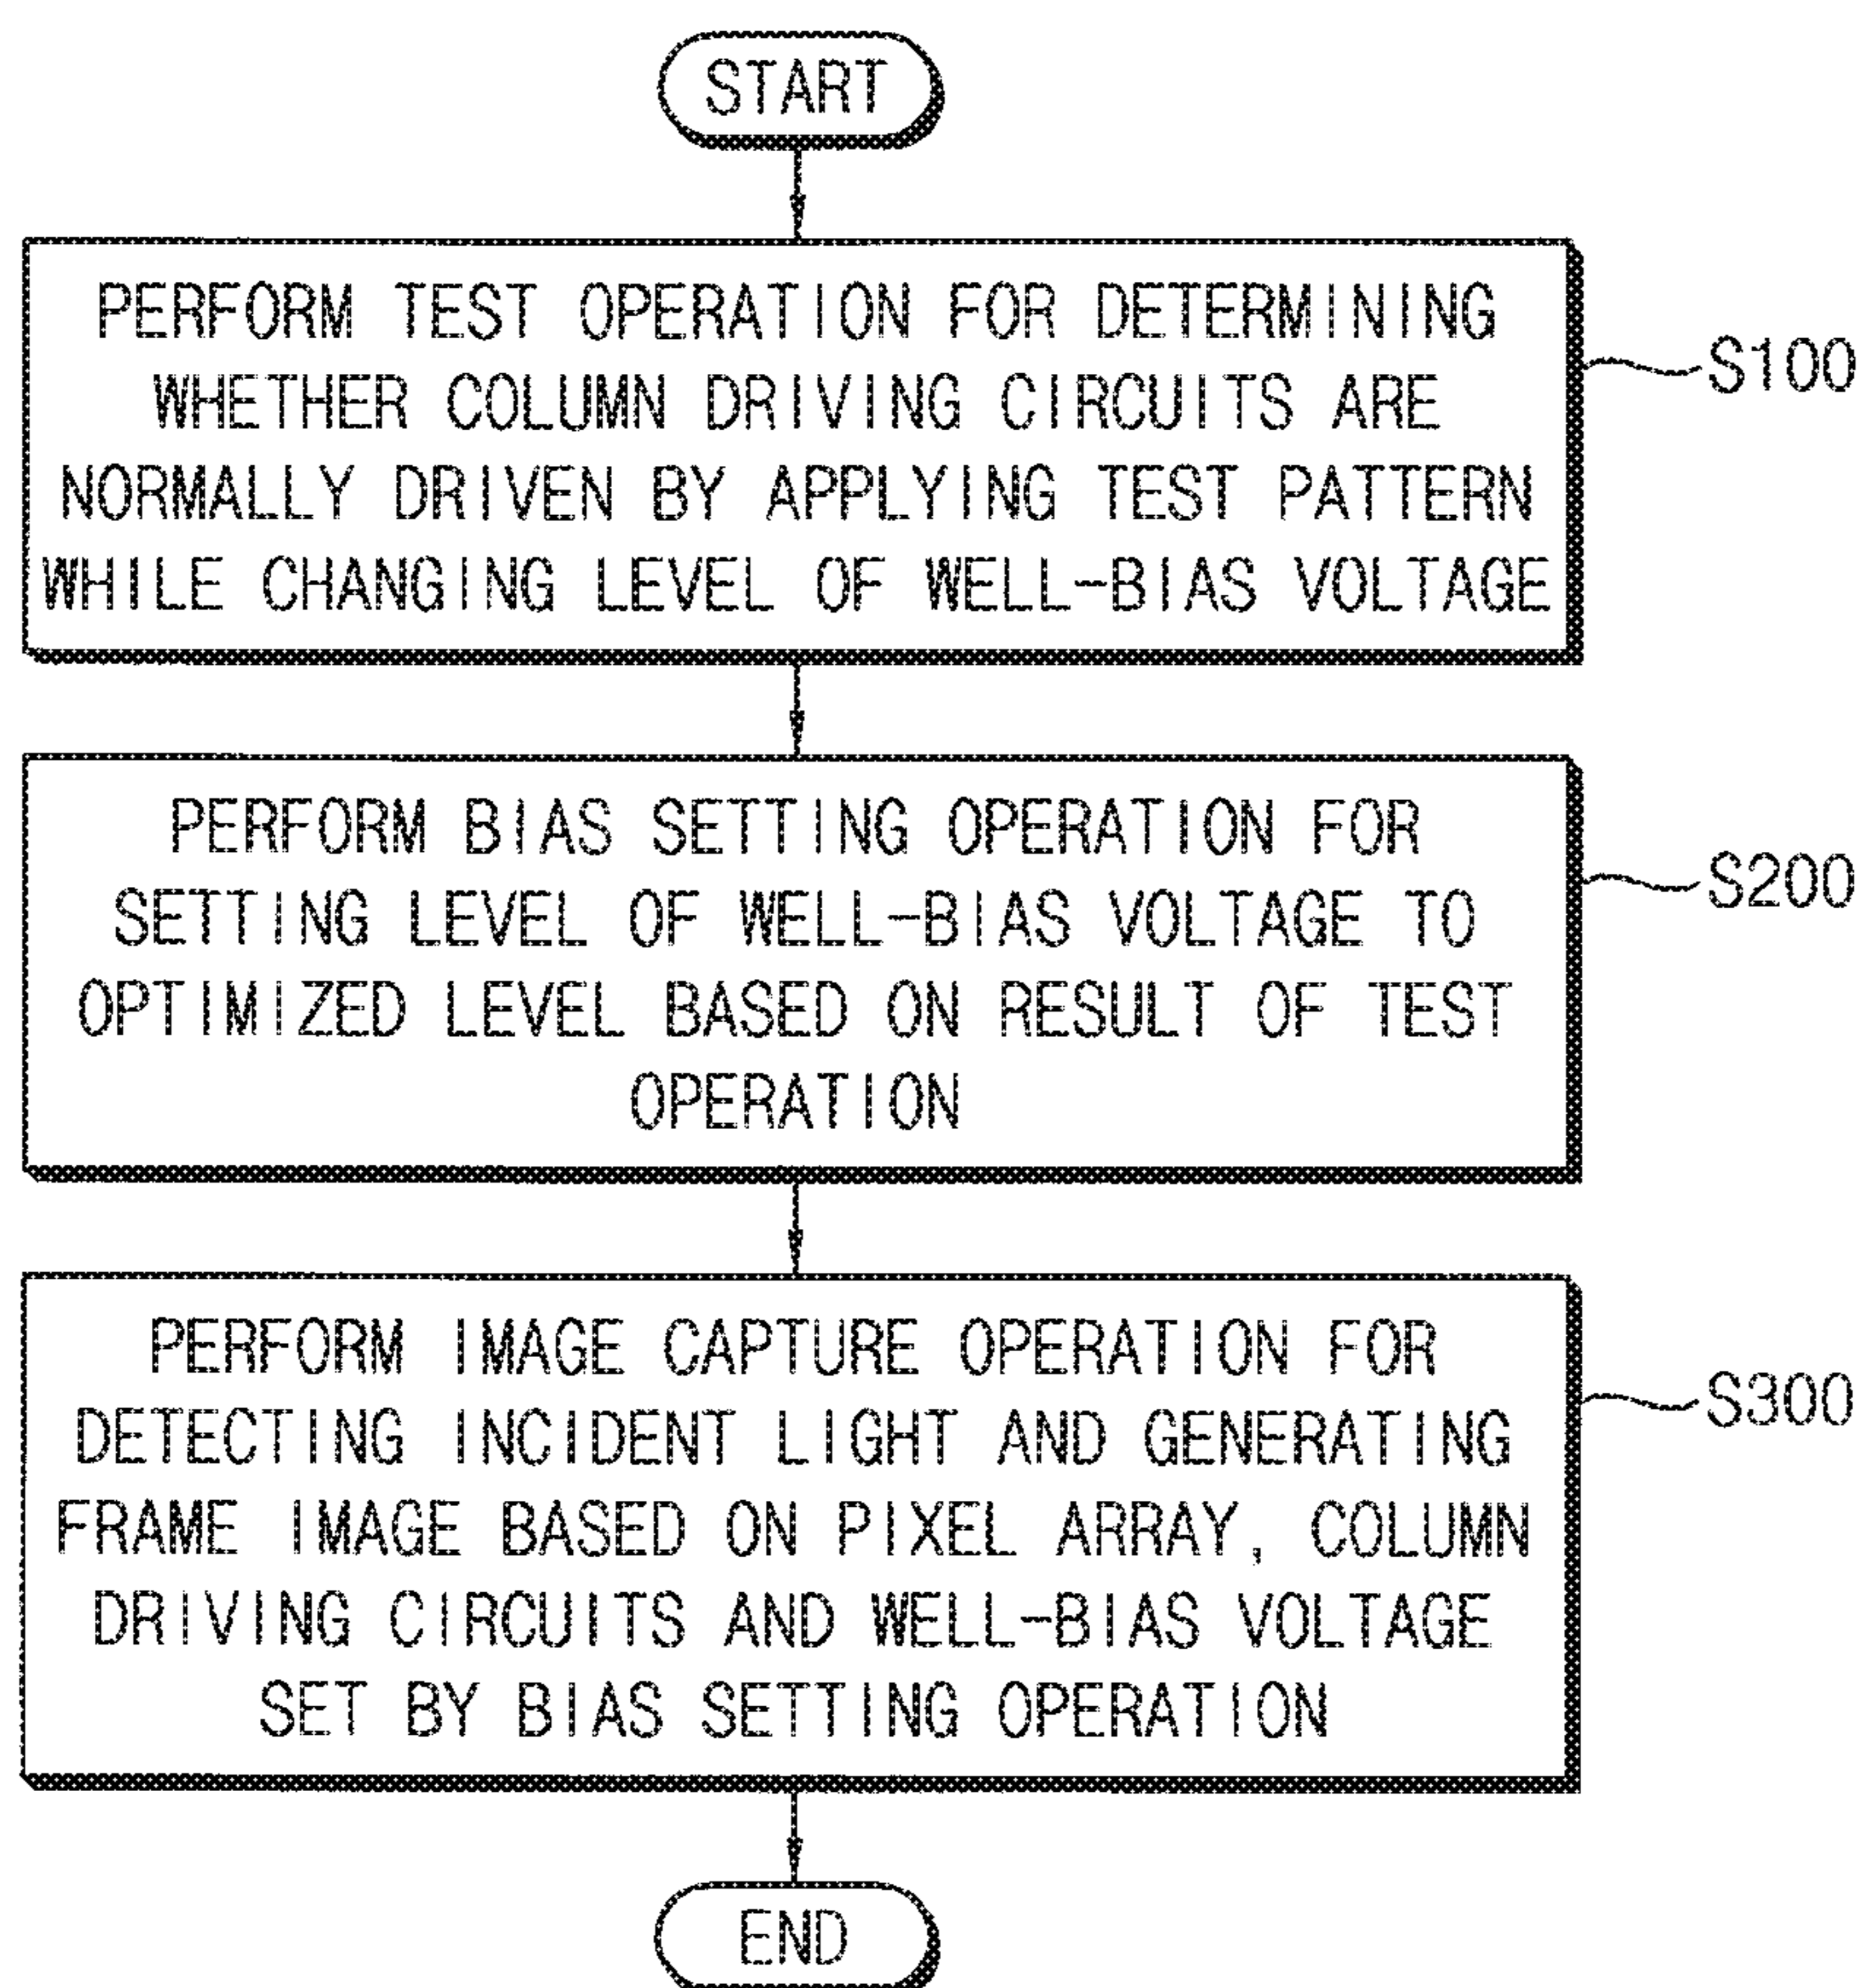 START
PERFORM TEST OPERATION FOR DETERMINING
WHETHER COLUMN DRIVING CIRCUITS ARE
NORMALLY DRIVEN BY APPLYING TEST PATTERN
WHILE CHANGING LEVEL OF WELL-BIAS VOLTAGE
S100
PERFORM BIAS SETTING OPERATION FOR
SETTING LEVEL OF WELL-BIAS VOLTAGE TO
OPTIMIZED LEVEL BASED ON RESULT OF TEST
OPERATION
S200
PERFORM IMAGE CAPTURE OPERATION FOR
DETECTING INCIDENT LIGHT AND GENERATING
FRAME IMAGE BASED ON PIXEL ARRAY, COLUMN
DRIVING CIRCUITS AND WELL-BIAS VOLTAGE
SET BY BIAS SETTING OPERATION
S300
END